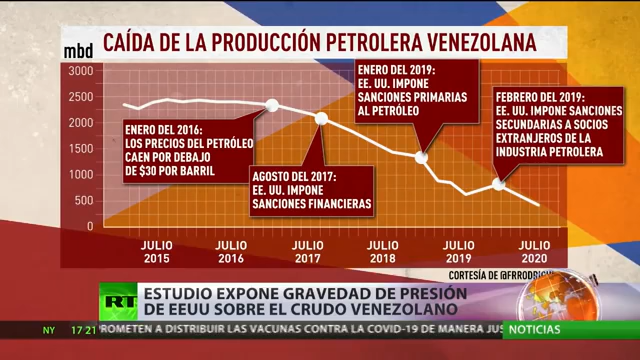 CAÍDA DE LA PRODUCCIÓN PETROLERA VENEZOLANA
mbd
3000
2500
2000
1500
1000
500
0
ENERO DEL 2016:
LOS PRECIOS DEL PETRÓLEO
CAEN POR DEBAJO
DE $30 POR BARRIL
AGOSTO DEL 2017:
EE. UU. IMPONE
SANCIONES FINANCIERAS
ENERO DEL 2019:
EE. UU. IMPONE
SANCIONES PRIMARIAS
AL PETRÓLEO
FEBRERO DEL 2019:
EE. UU. IMPONE SANCIONES
SECUNDARIAS A SOCIOS
EXTRANJEROS DE LA
INDUSTRIA PETROLERA
JULIO
2015
JULIO
2016
JULIO
2017
JULIO
2018
JULIO
2019
JULIO
2020
CORTESÍA DE
RT
ESTUDIO EXPONE GRAVEDAD DE PRESIÓN
DE EEUU SOBRE EL CRUDO VENEZOLANO
NY 17:21 ROMETEN A DISTRIBUIR LAS VACUNAS CONTRA LA COVID-19 DE MANERA JUS
NOTICIAS